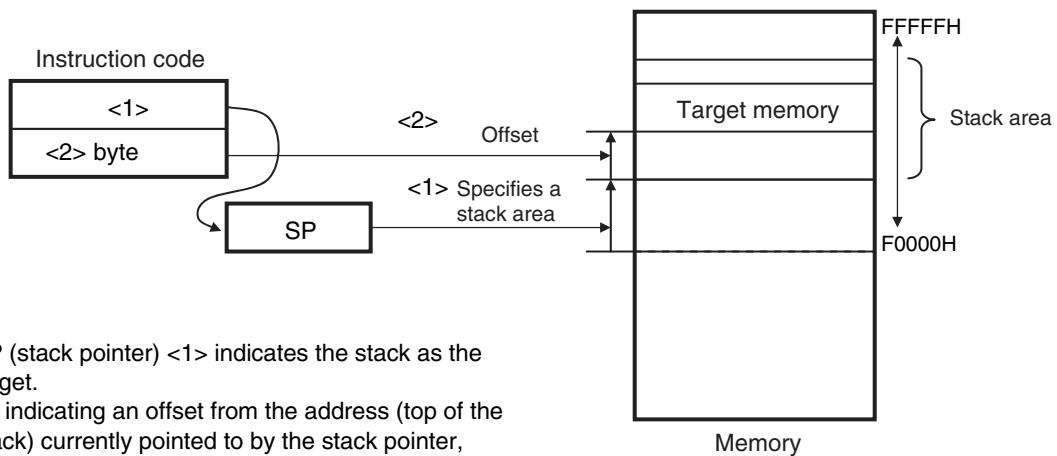 FFFFFH
Instruction code
<1>
<2> byte
<2>
Offset
Target memory
Stack area
<1> Specifies a
stack area
SP
F0000H
(stack pointer) <1> indicates the stack as the
indicating an offset from the address (top of the
currently pointed to by the stack pointer,
Memory